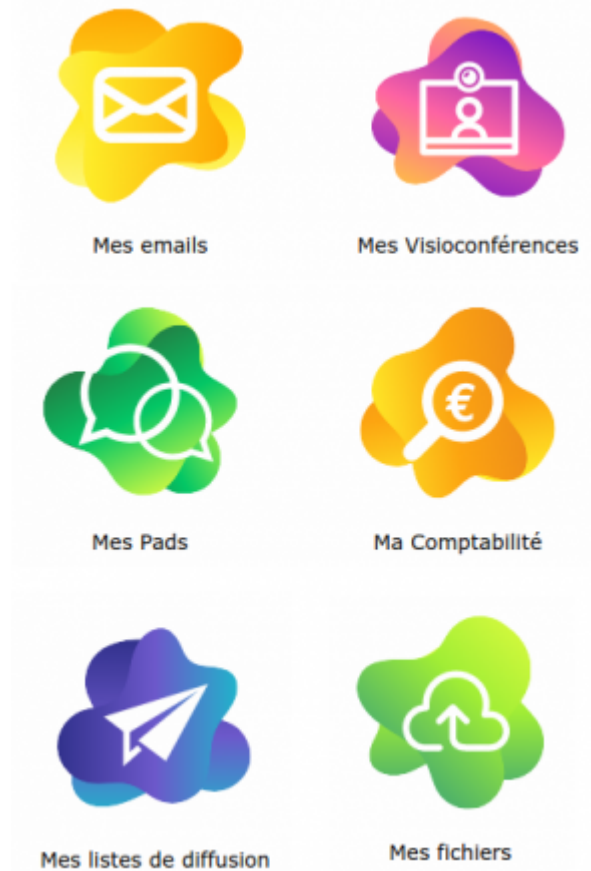 Mes emails
Mes Visioconférences
€
Mes Pads
Ma Comptabilité
Mes listes de diffusion
Mes fichiers